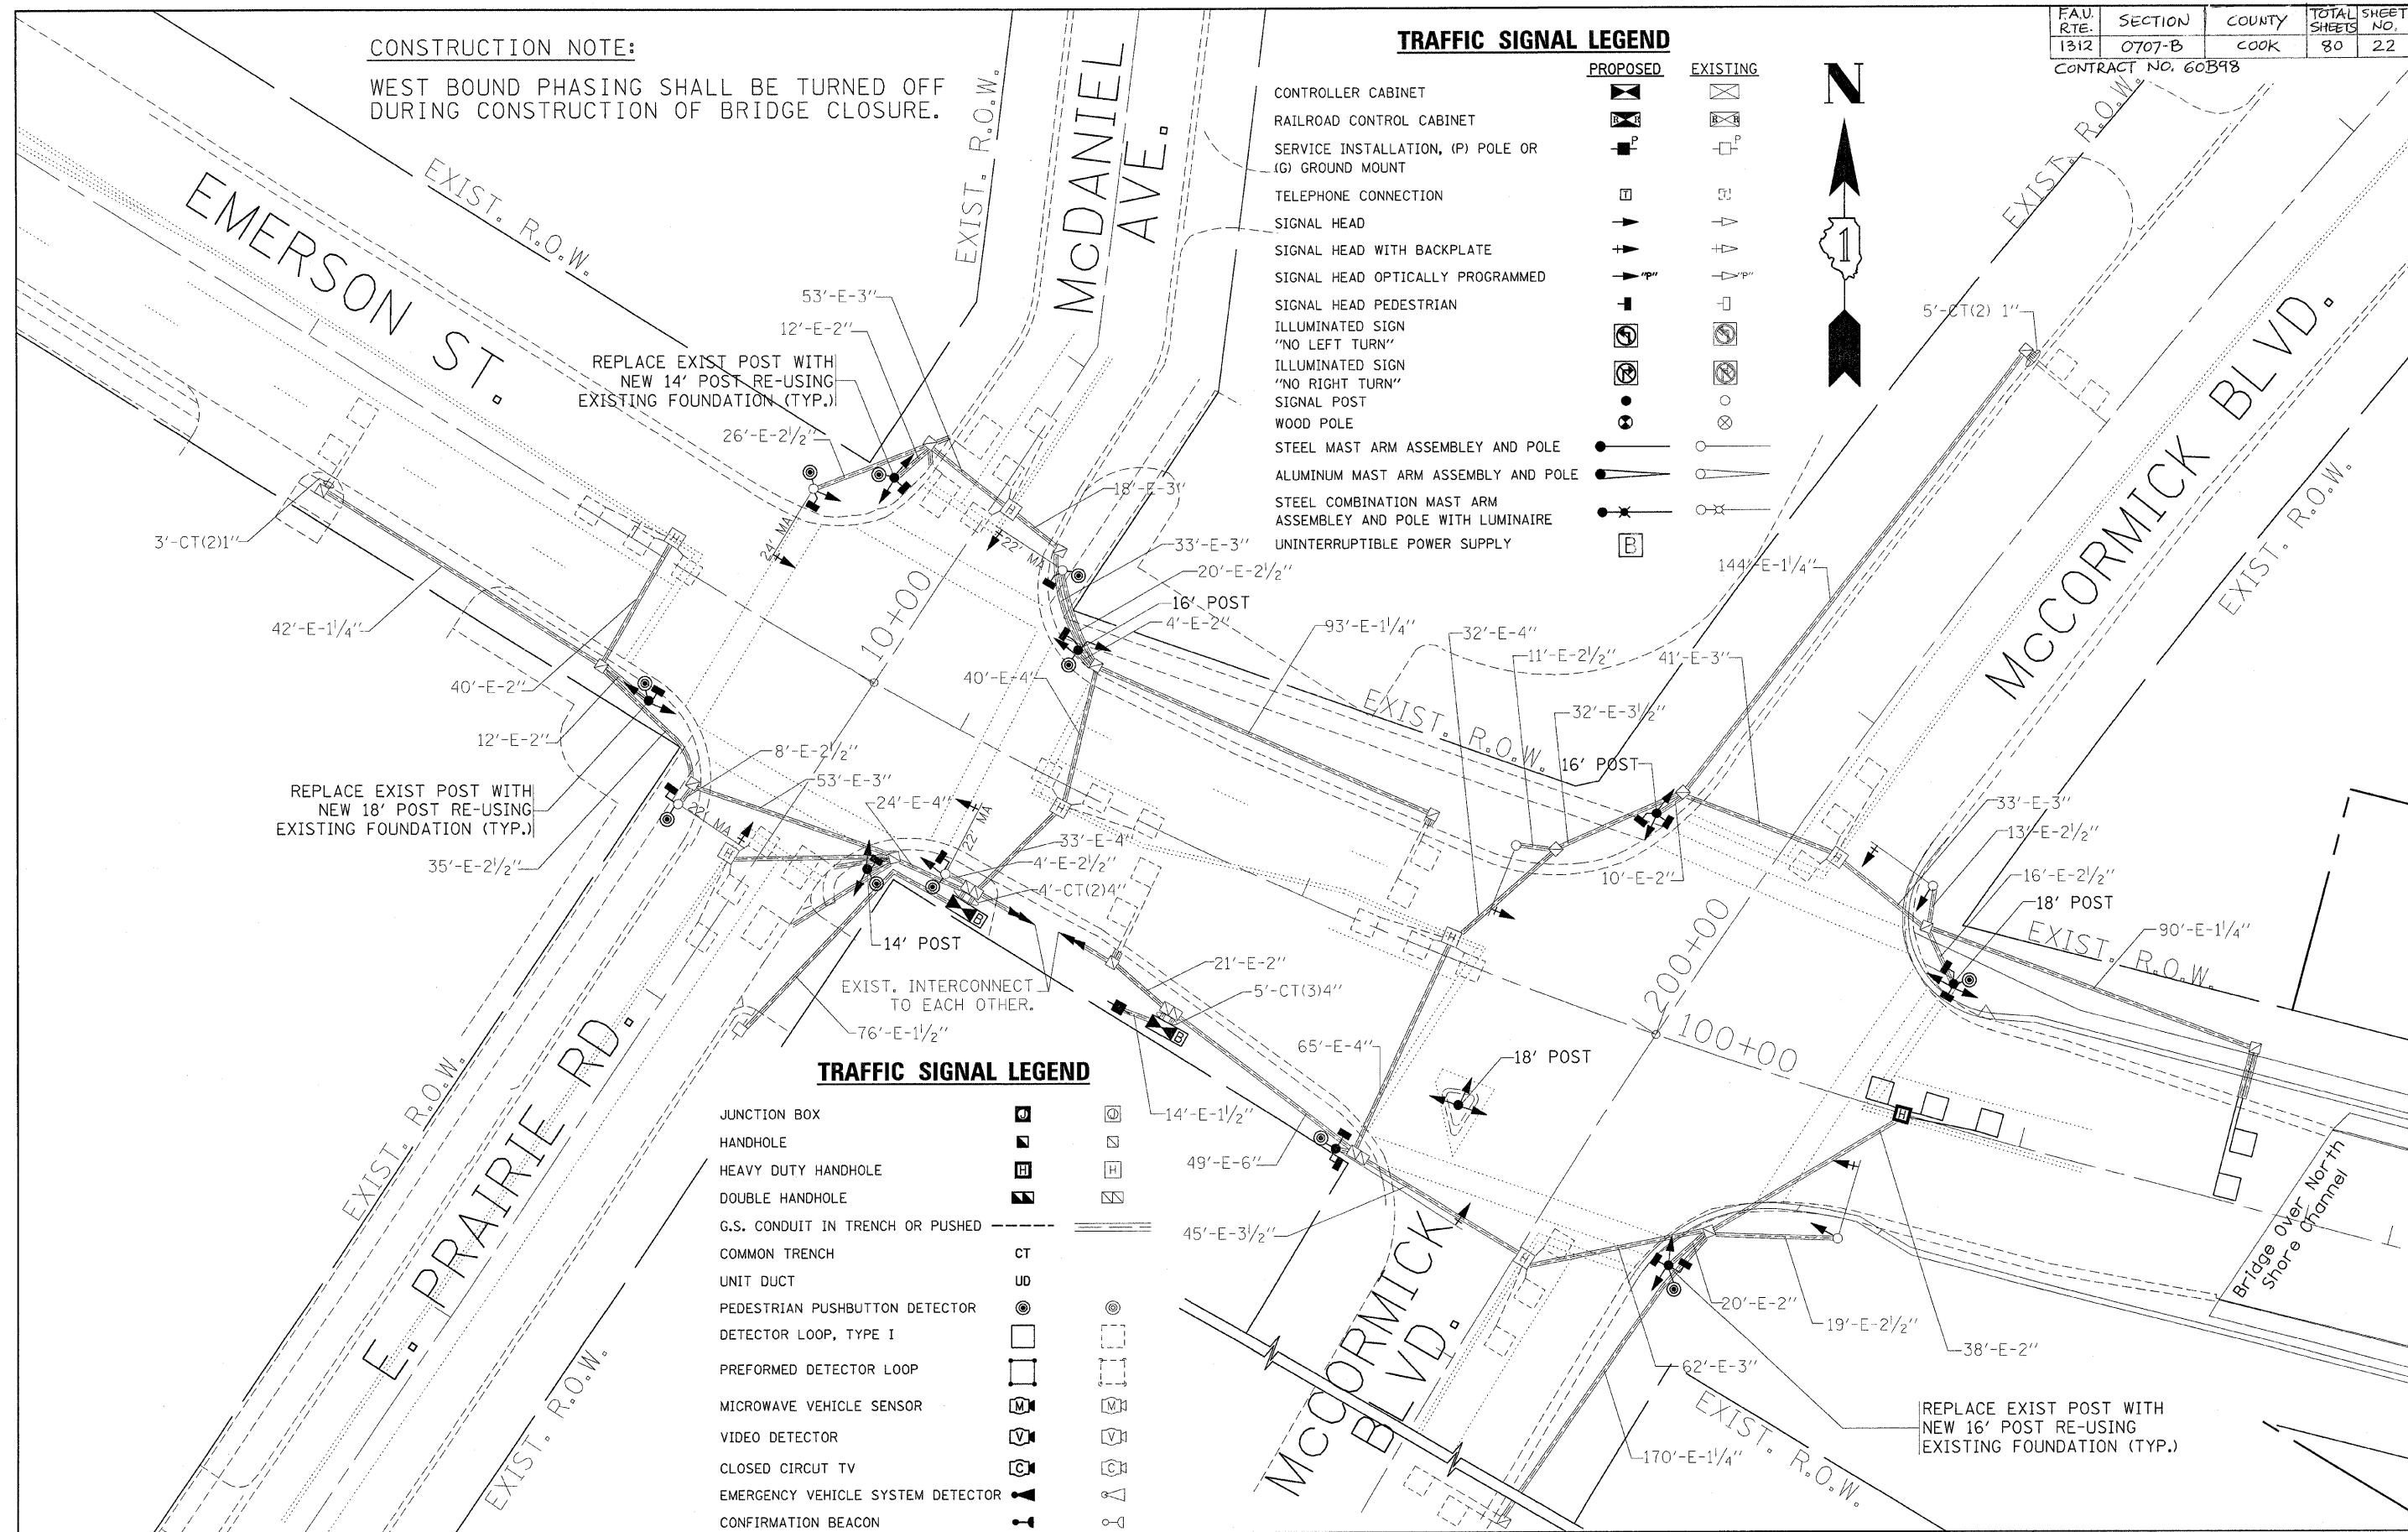 F.A.U. RTE. SECTION COUNTY TOTAL SHEETS SHEET NO.
1312 0707-B COOK 80 22
CONTRACT NO. 60B98
CONSTRUCTION NOTE:
WEST BOUND PHASING SHALL BE TURNED OFF
DURING CONSTRUCTION OF BRIDGE CLOSURE.
TRAFFIC SIGNAL LEGEND
PROPOSED EXISTING
CONTROLLER CABINET
RAILROAD CONTROL CABINET
R R R R
SERVICE INSTALLATION, (P) POLE OR
(G) GROUND MOUNT
P P
TELEPHONE CONNECTION
T T
SIGNAL HEAD
SIGNAL HEAD WITH BACKPLATE
SIGNAL HEAD OPTICALLY PROGRAMMED
"P" "P"
SIGNAL HEAD PEDESTRIAN
ILLUMINATED SIGN
"NO LEFT TURN"
ILLUMINATED SIGN
"NO RIGHT TURN"
SIGNAL POST
WOOD POLE
STEEL MAST ARM ASSEMBLEY AND POLE
ALUMINUM MAST ARM ASSEMBLY AND POLE
STEEL COMBINATION MAST ARM
ASSEMBLEY AND POLE WITH LUMINAIRE
UNINTERRUPTIBLE POWER SUPPLY
B
N
1
EMERSON ST.
EXIST. R.O.W.
EXIST. R.O.W.
McDANIEL
AVE.
EXIST. R.O.W.
McCORMICK BLVD.
EXIST. R.O.W.
5'-CT(2) 1"
53'-E-3"
12'-E-2"
REPLACE EXIST POST WITH
NEW 14' POST RE-USING
EXISTING FOUNDATION (TYP.)
26'-E-2½"
18'-E-3"
24' MA
22' MA
H
H
3'-CT(2)1"
42'-E-1¼"
40'-E-2"
12'-E-2"
10+00
33'-E-3"
20'-E-2½"
16' POST
4'-E-2"
40'-E-4"
93'-E-1¼"
32'-E-4"
11'-E-2½"
41'-E-3"
144'-E-1¼"
32'-E-3½"
EXIST. R.O.W.
16' POST
10'-E-2"
8'-E-2½"
53'-E-3"
24'-E-4"
REPLACE EXIST POST WITH
NEW 18' POST RE-USING
EXISTING FOUNDATION (TYP.)
35'-E-2½"
22' MA
22' MA
H
H
33'-E-4"
4'-E-2½"
4'-CT(2)4"
B
14' POST
EXIST. INTERCONNECT
TO EACH OTHER.
76'-E-1½"
21'-E-2"
5'-CT(3)4"
B
H
H
33'-E-3"
13'-E-2½"
16'-E-2½"
18' POST
EXIST. R.O.W.
90'-E-1¼"
200+00
100+00
65'-E-4"
18' POST
14'-E-1½"
49'-E-6"
45'-E-3½"
H
H
20'-E-2"
19'-E-2½"
38'-E-2"
62'-E-3"
170'-E-1¼"
EXIST. R.O.W.
McCORMICK
BLVD.
Bridge Over North
Shore Channel
REPLACE EXIST POST WITH
NEW 16' POST RE-USING
EXISTING FOUNDATION (TYP.)
E. PRAIRIE RD.
EXIST. R.O.W.
EXIST. R.O.W.
TRAFFIC SIGNAL LEGEND
JUNCTION BOX
J J
HANDHOLE
HEAVY DUTY HANDHOLE
H H
DOUBLE HANDHOLE
G.S. CONDUIT IN TRENCH OR PUSHED
COMMON TRENCH CT
UNIT DUCT UD
PEDESTRIAN PUSHBUTTON DETECTOR
DETECTOR LOOP, TYPE I
PREFORMED DETECTOR LOOP
MICROWAVE VEHICLE SENSOR
M M
VIDEO DETECTOR
V V
CLOSED CIRCUT TV
C C
EMERGENCY VEHICLE SYSTEM DETECTOR
CONFIRMATION BEACON